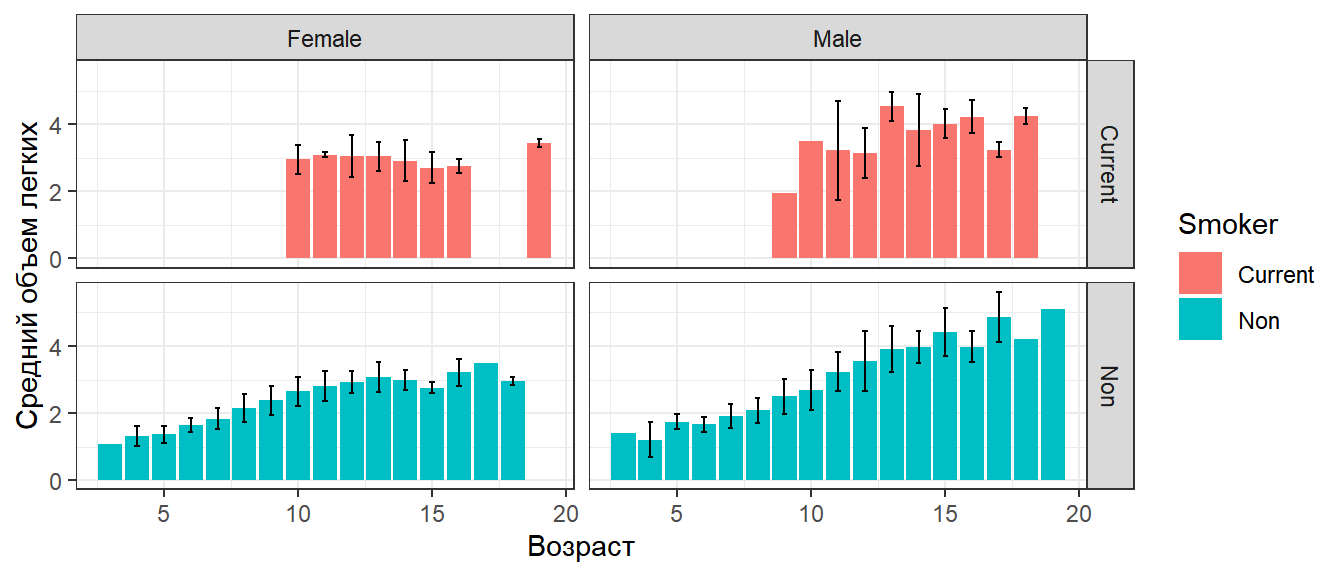 Female
Male
Средний объем легких
4
2
0
Current
4
2
0
Non
5
10
15
20
5
10
15
20
Возраст
Smoker
Current
Non